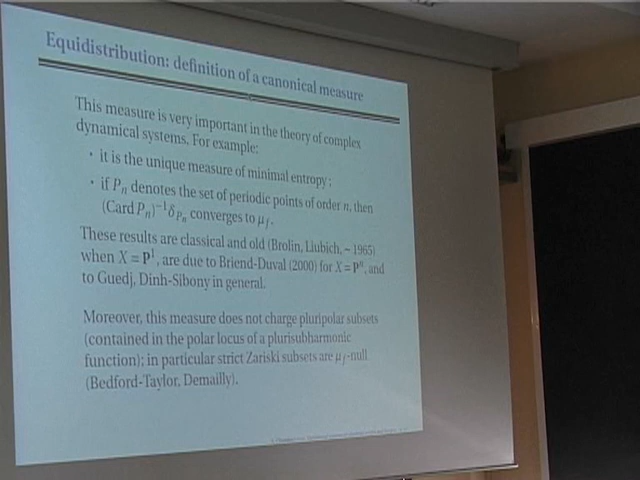 Equidistribution: definition of a canonical measure
This measure is very important in the theory of complex
dynamical systems. For example:
· it is the unique measure of minimal entropy;
· if Pn denotes the set of periodic points of order n, then
(Card Pn)⁻¹δPn converges to μf.
These results are classical and old (Brolin, Liubich, ~ 1965)
when X = P¹, are due to Briend-Duval (2000) for X = Pⁿ, and
to Guedj, Dinh-Sibony in general.
Moreover, this measure does not charge pluripolar subsets
(contained in the polar locus of a plurisubharmonic
function); in particular strict Zariski subsets are μf-null
(Bedford-Taylor, Demailly).